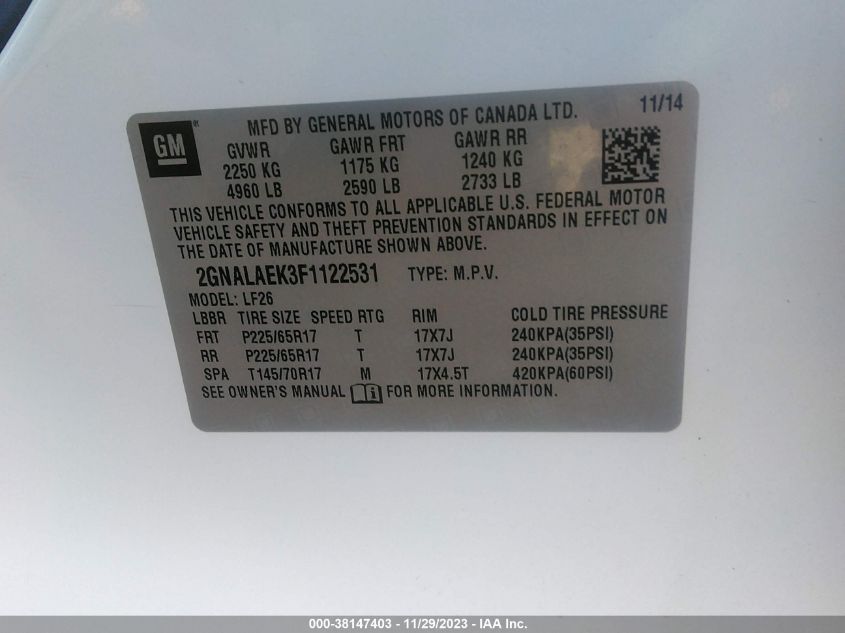 GM
MFD BY GENERAL MOTORS OF CANADA LTD. 11/14
GVWR GAWR FRT GAWR RR
2250 KG 1175 KG 1240 KG
4960 LB 2590 LB 2733 LB
THIS VEHICLE CONFORMS TO ALL APPLICABLE U.S. FEDERAL MOTOR
VEHICLE SAFETY AND THEFT PREVENTION STANDARDS IN EFFECT ON
THE DATE OF MANUFACTURE SHOWN ABOVE.
2GNALAEK3F1122531 TYPE: M.P.V.
MODEL: LF26
LBBR TIRE SIZE SPEED RTG RIM COLD TIRE PRESSURE
FRT P225/65R17 T 17X7J 240KPA(35PSI)
RR P225/65R17 T 17X7J 240KPA(35PSI)
SPA T145/70R17 M 17X4.5T 420KPA(60PSI)
SEE OWNER'S MANUAL FOR MORE INFORMATION.
000-38147403 - 11/29/2023 - IAA Inc.